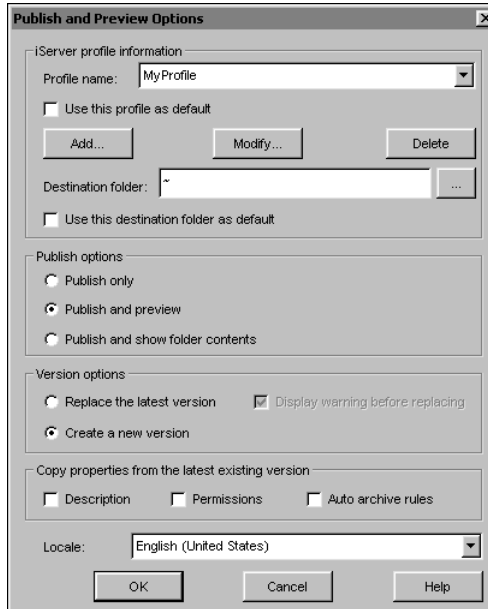 Publish and Preview Options
iServer profile information
Profile name: MyProfile
Use this profile as default
Add... Modify... Delete
Destination folder: ~ ...
Use this destination folder as default
Publish options
Publish only
Publish and preview
Publish and show folder contents
Version options
Replace the latest version Display warning before replacing
Create a new version
Copy properties from the latest existing version
Description Permissions Auto archive rules
Locale: English (United States)
OK Cancel Help